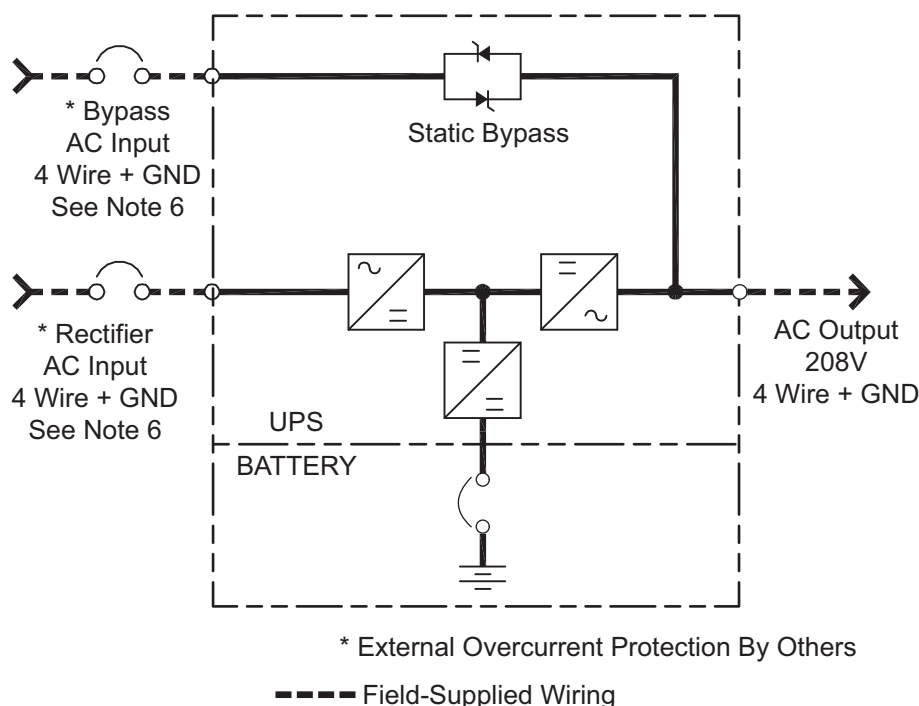 * Bypass
AC Input
4 Wire + GND
See Note 6
Static Bypass
* Rectifier
AC Input
4 Wire + GND
See Note 6
AC Output
208V
4 Wire + GND
UPS
BATTERY
* External Overcurrent Protection By Others
Field-Supplied Wiring